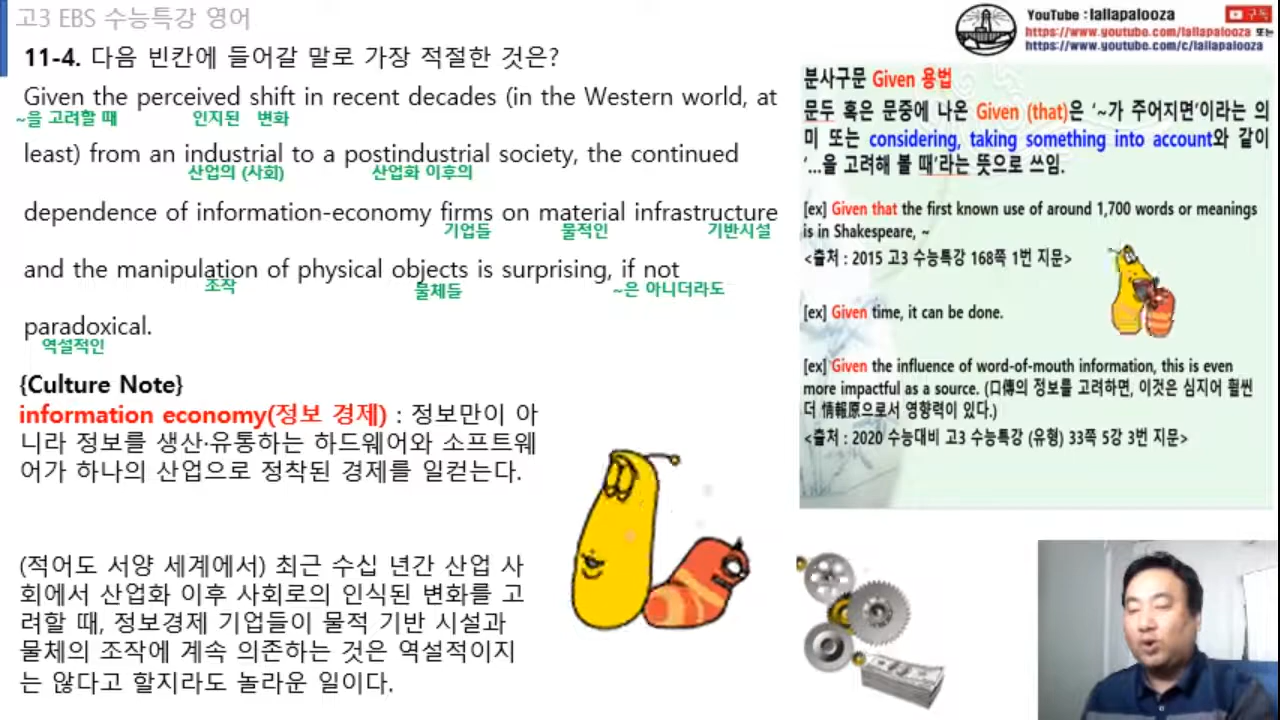 고3 EBS 수능특강 영어
11-4. 다음 빈칸에 들어갈 말로 가장 적절한 것은?
Given the perceived shift in recent decades (in the Western world, at
~을 고려할 때 인지된 변화
least) from an industrial to a postindustrial society, the continued
산업의 (사회) 산업화 이후의
dependence of information-economy firms on material infrastructure
기업들 물적인 기반시설
and the manipulation of physical objects is surprising, if not
조작 물체들 ~은 아니더라도
paradoxical.
역설적인
{Culture Note}
information economy(정보 경제) : 정보만이 아
니라 정보를 생산·유통하는 하드웨어와 소프트웨
어가 하나의 산업으로 정착된 경제를 일컫는다.
(적어도 서양 세계에서) 최근 수십 년간 산업 사
회에서 산업화 이후 사회로의 인식된 변화를 고
려할 때, 정보경제 기업들이 물적 기반 시설과
물체의 조작에 계속 의존하는 것은 역설적이지
는 않다고 할지라도 놀라운 일이다.
YouTube : lallapalooza 구독
https://www.youtube.com/lallapalooza 또는
https://www.youtube.com/c/lallapalooza
분사구문 Given 용법
문두 혹은 문중에 나온 Given (that)은 '~가 주어지면'이라는 의
미 또는 considering, taking something into account와 같이
'...을 고려해 볼 때'라는 뜻으로 쓰임.
[ex] Given that the first known use of around 1,700 words or meanings
is in Shakespeare, ~
<출처 : 2015 고3 수능특강 168쪽 1번 지문>
[ex] Given time, it can be done.
[ex] Given the influence of word-of-mouth information, this is even
more impactful as a source. (口傳의 정보를 고려하면, 이것은 심지어 훨씬
더 情報原으로서 영향력이 있다.)
<출처 : 2020 수능대비 고3 수능특강 (유형) 33쪽 5강 3번 지문>